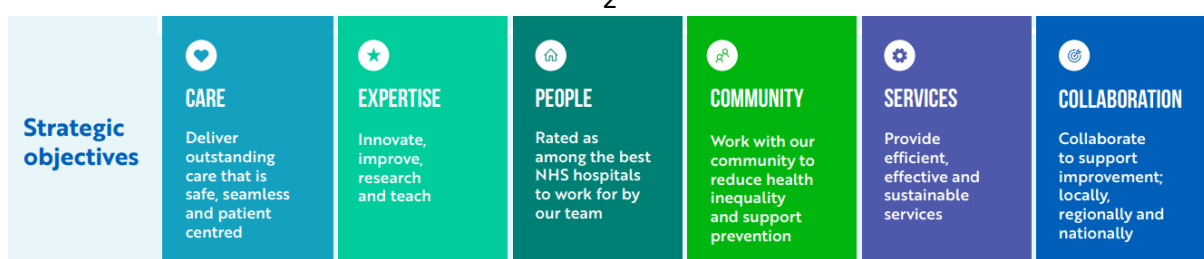 2
Strategic
objectives
CARE
Deliver
outstanding
care that is
safe, seamless
and patient
centred
EXPERTISE
Innovate,
improve,
research
and teach
PEOPLE
Rated as
among the best
NHS hospitals
to work for by
our team
COMMUNITY
Work with our
community to
reduce health
inequality
and support
prevention
SERVICES
Provide
efficient,
effective and
sustainable
services
COLLABORATION
Collaborate
to support
improvement;
locally,
regionally and
nationally